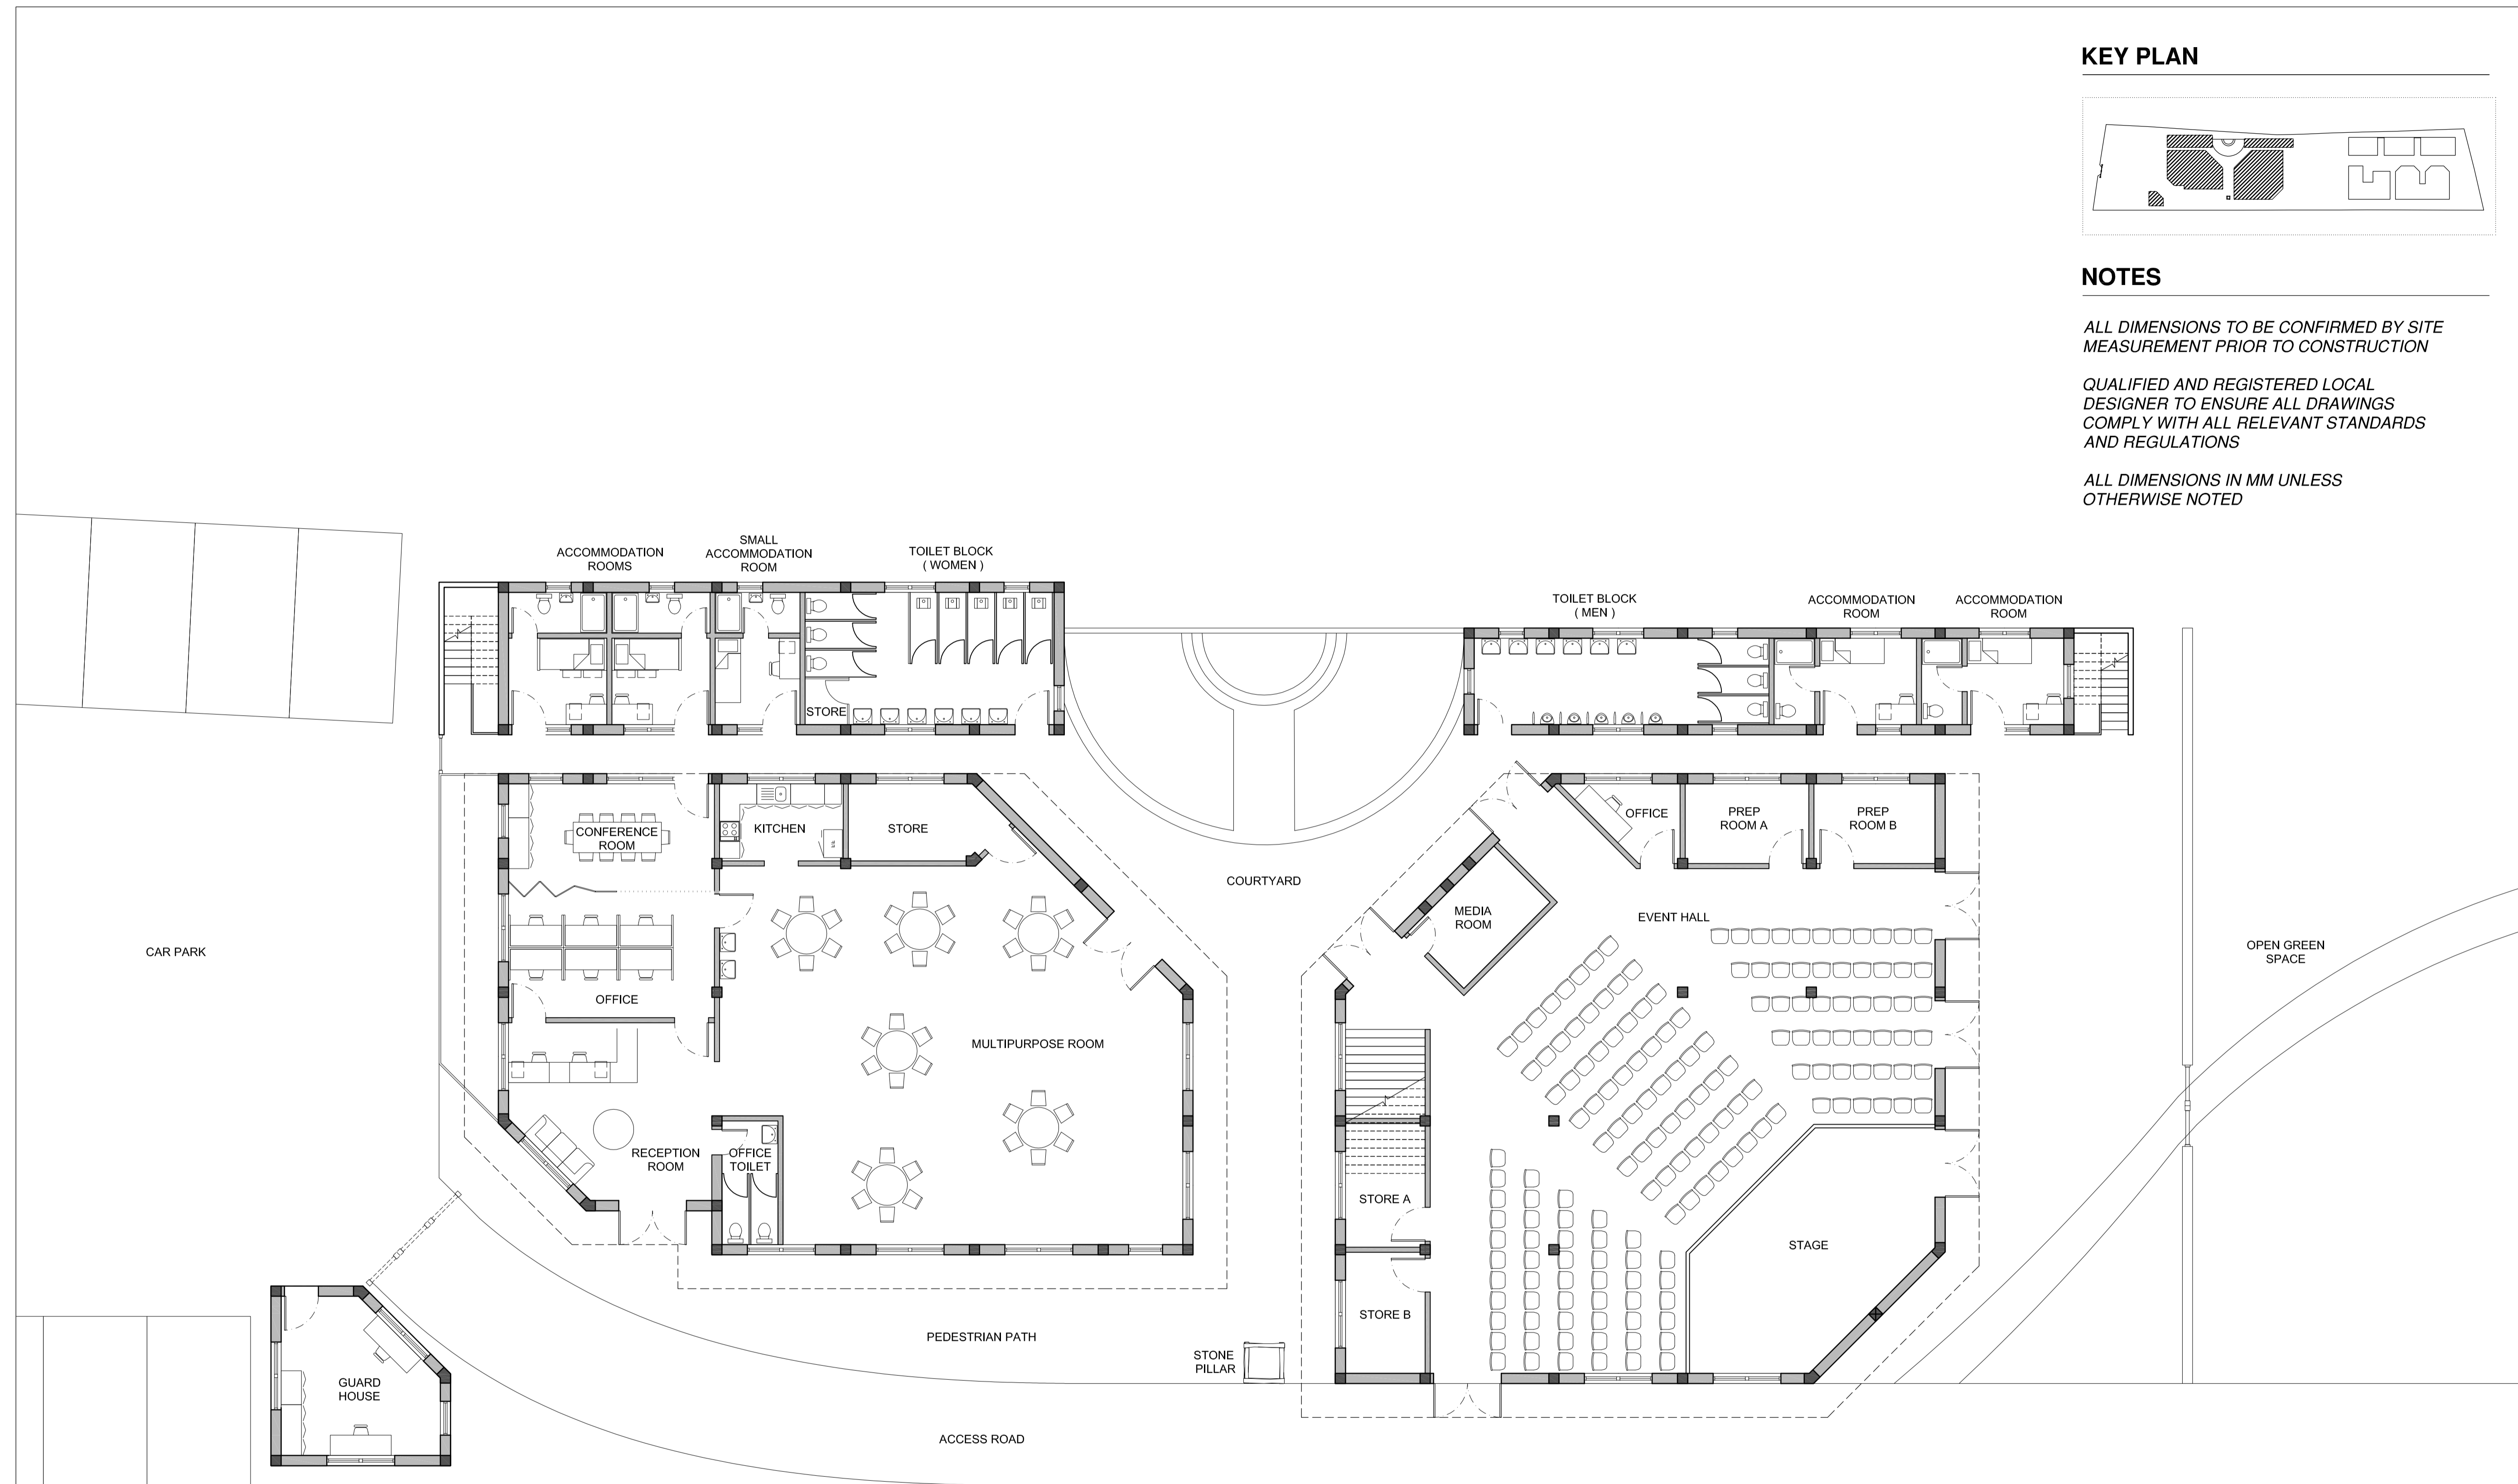 KEY PLAN
NOTES
ALL DIMENSIONS TO BE CONFIRMED BY SITE
MEASUREMENT PRIOR TO CONSTRUCTION
QUALIFIED AND REGISTERED LOCAL
DESIGNER TO ENSURE ALL DRAWINGS
COMPLY WITH ALL RELEVANT STANDARDS
AND REGULATIONS
ALL DIMENSIONS IN MM UNLESS
OTHERWISE NOTED
ACCOMMODATION
ROOMS
SMALL
ACCOMMODATION
ROOM
TOILET BLOCK
( WOMEN )
TOILET BLOCK
( MEN )
ACCOMMODATION
ROOM
ACCOMMODATION
ROOM
STORE
CONFERENCE
ROOM
KITCHEN
STORE
OFFICE
PREP
ROOM A
PREP
ROOM B
COURTYARD
MEDIA
ROOM
EVENT HALL
CAR PARK
OPEN GREEN
SPACE
OFFICE
MULTIPURPOSE ROOM
RECEPTION
ROOM
OFFICE
TOILET
STORE A
STAGE
STORE B
PEDESTRIAN PATH
STONE
PILLAR
GUARD
HOUSE
ACCESS ROAD